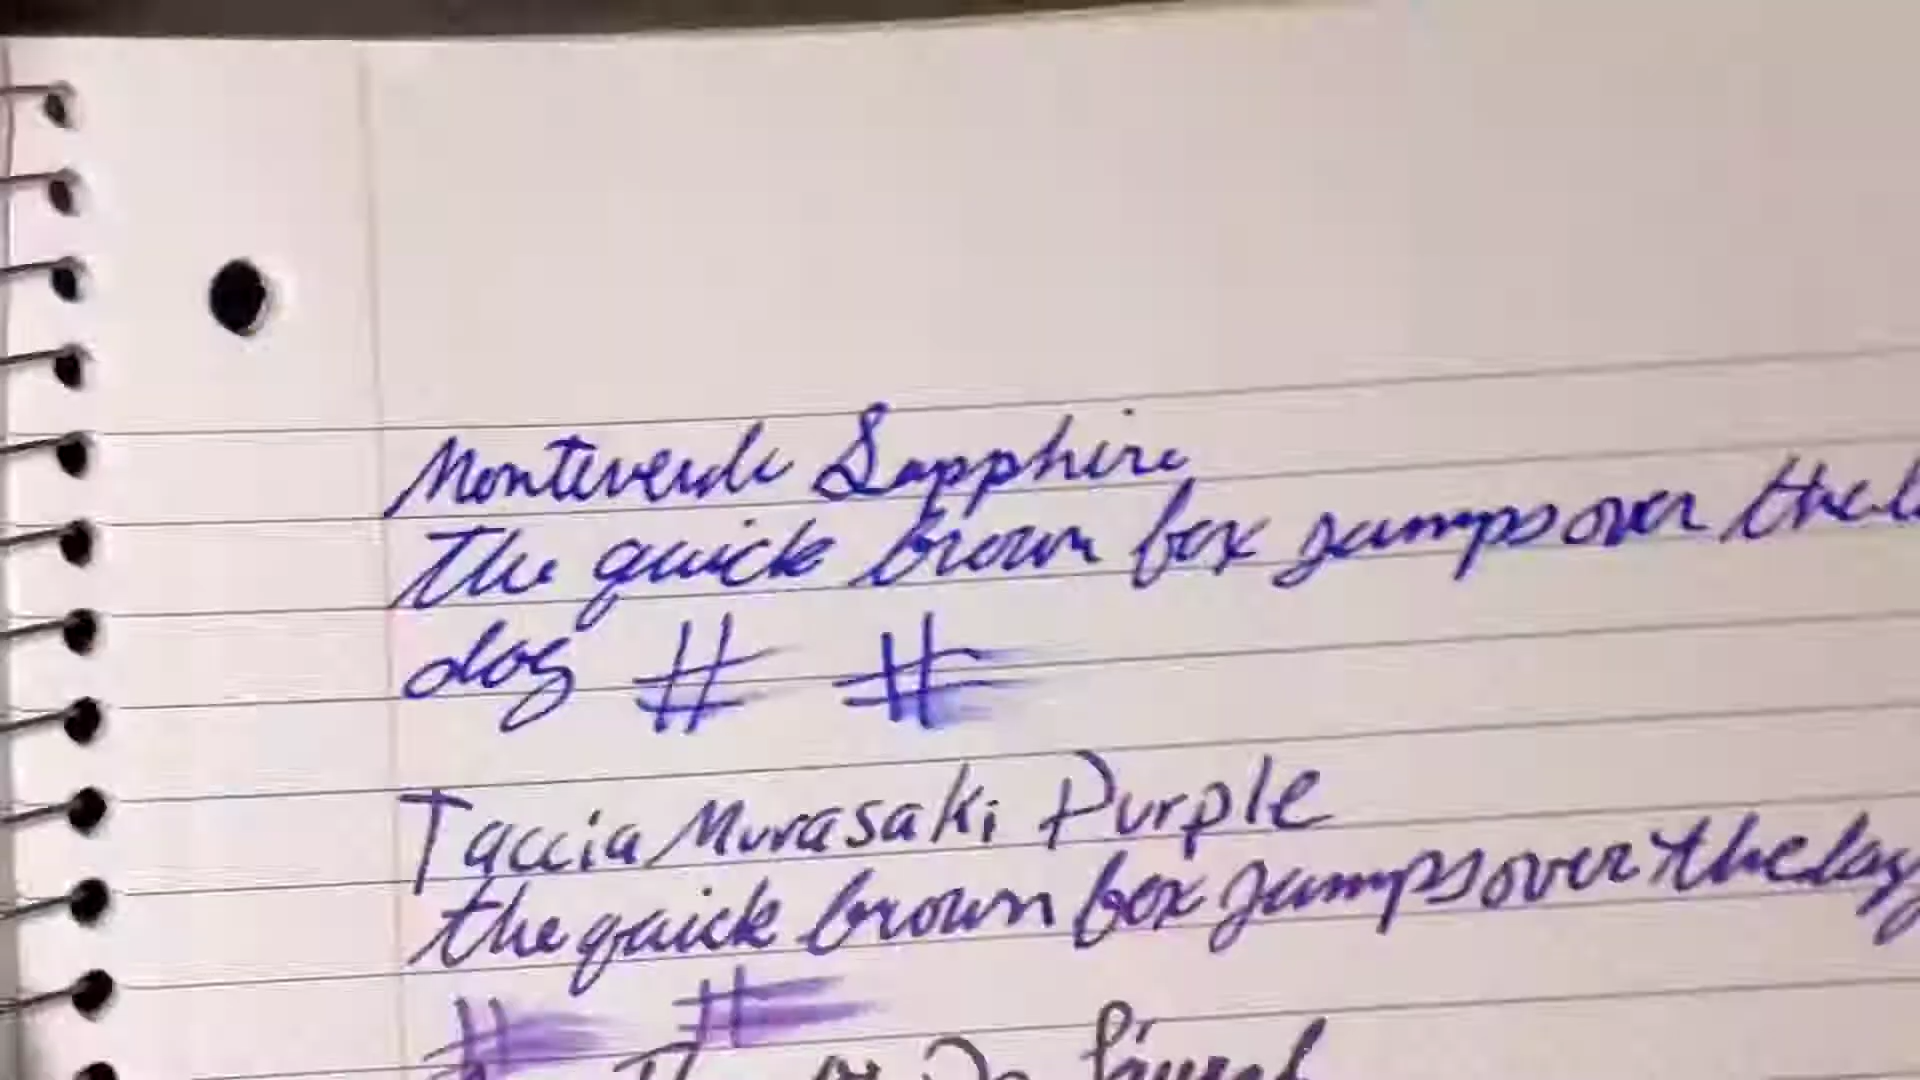 Monteverde Sapphire
The quick brown fox jumps over the
dog # #
Taccia Murasaki Purple
the quick brown fox jumps over the lazy
# #